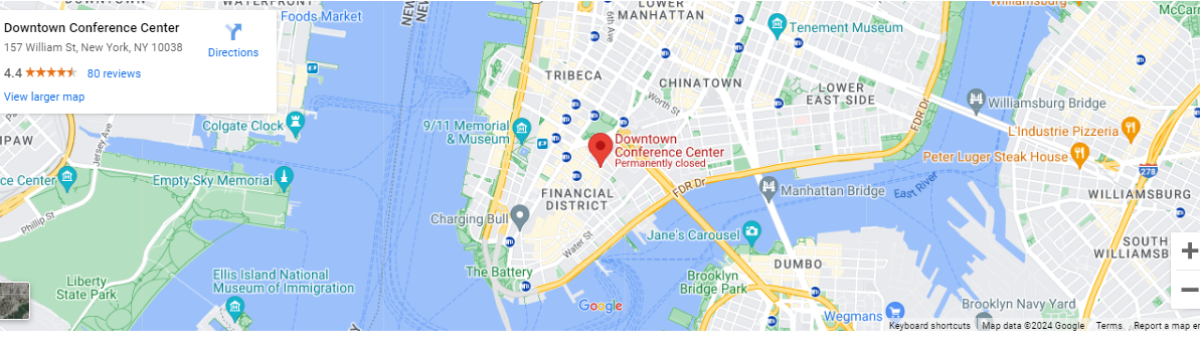 Downtown Conference Center
157 William St, New York, NY 10038
Directions
4.4
80 reviews
View larger map
WATERFRONT
Foods Market
LOWER
MANHATTAN
Tenement Museum
Williamsburg
McCarr
TRIBECA
CHINATOWN
LOWER
EAST SIDE
Worth St
FDR Dr
Williamsburg Bridge
Colgate Clock
9/11 Memorial
& Museum
Downtown
Conference Center
Permanently closed
L'Industrie Pizzeria
Peter Luger Steak House
278
IPAW
Jersey Ave
ce Center
Empty Sky Memorial
FINANCIAL
DISTRICT
FDR Dr
Manhattan Bridge
East River
WILLIAMSBURG
Phillip St
Charging Bull
Water St
Jane's Carousel
SOUTH
WILLIAMSB
Liberty
State Park
Ellis Island National
Museum of Immigration
The Battery
Brooklyn
Bridge Park
DUMBO
Brooklyn Navy Yard
Google
Wegmans
Keyboard shortcuts
Map data ©2024 Google
Terms
Report a map er